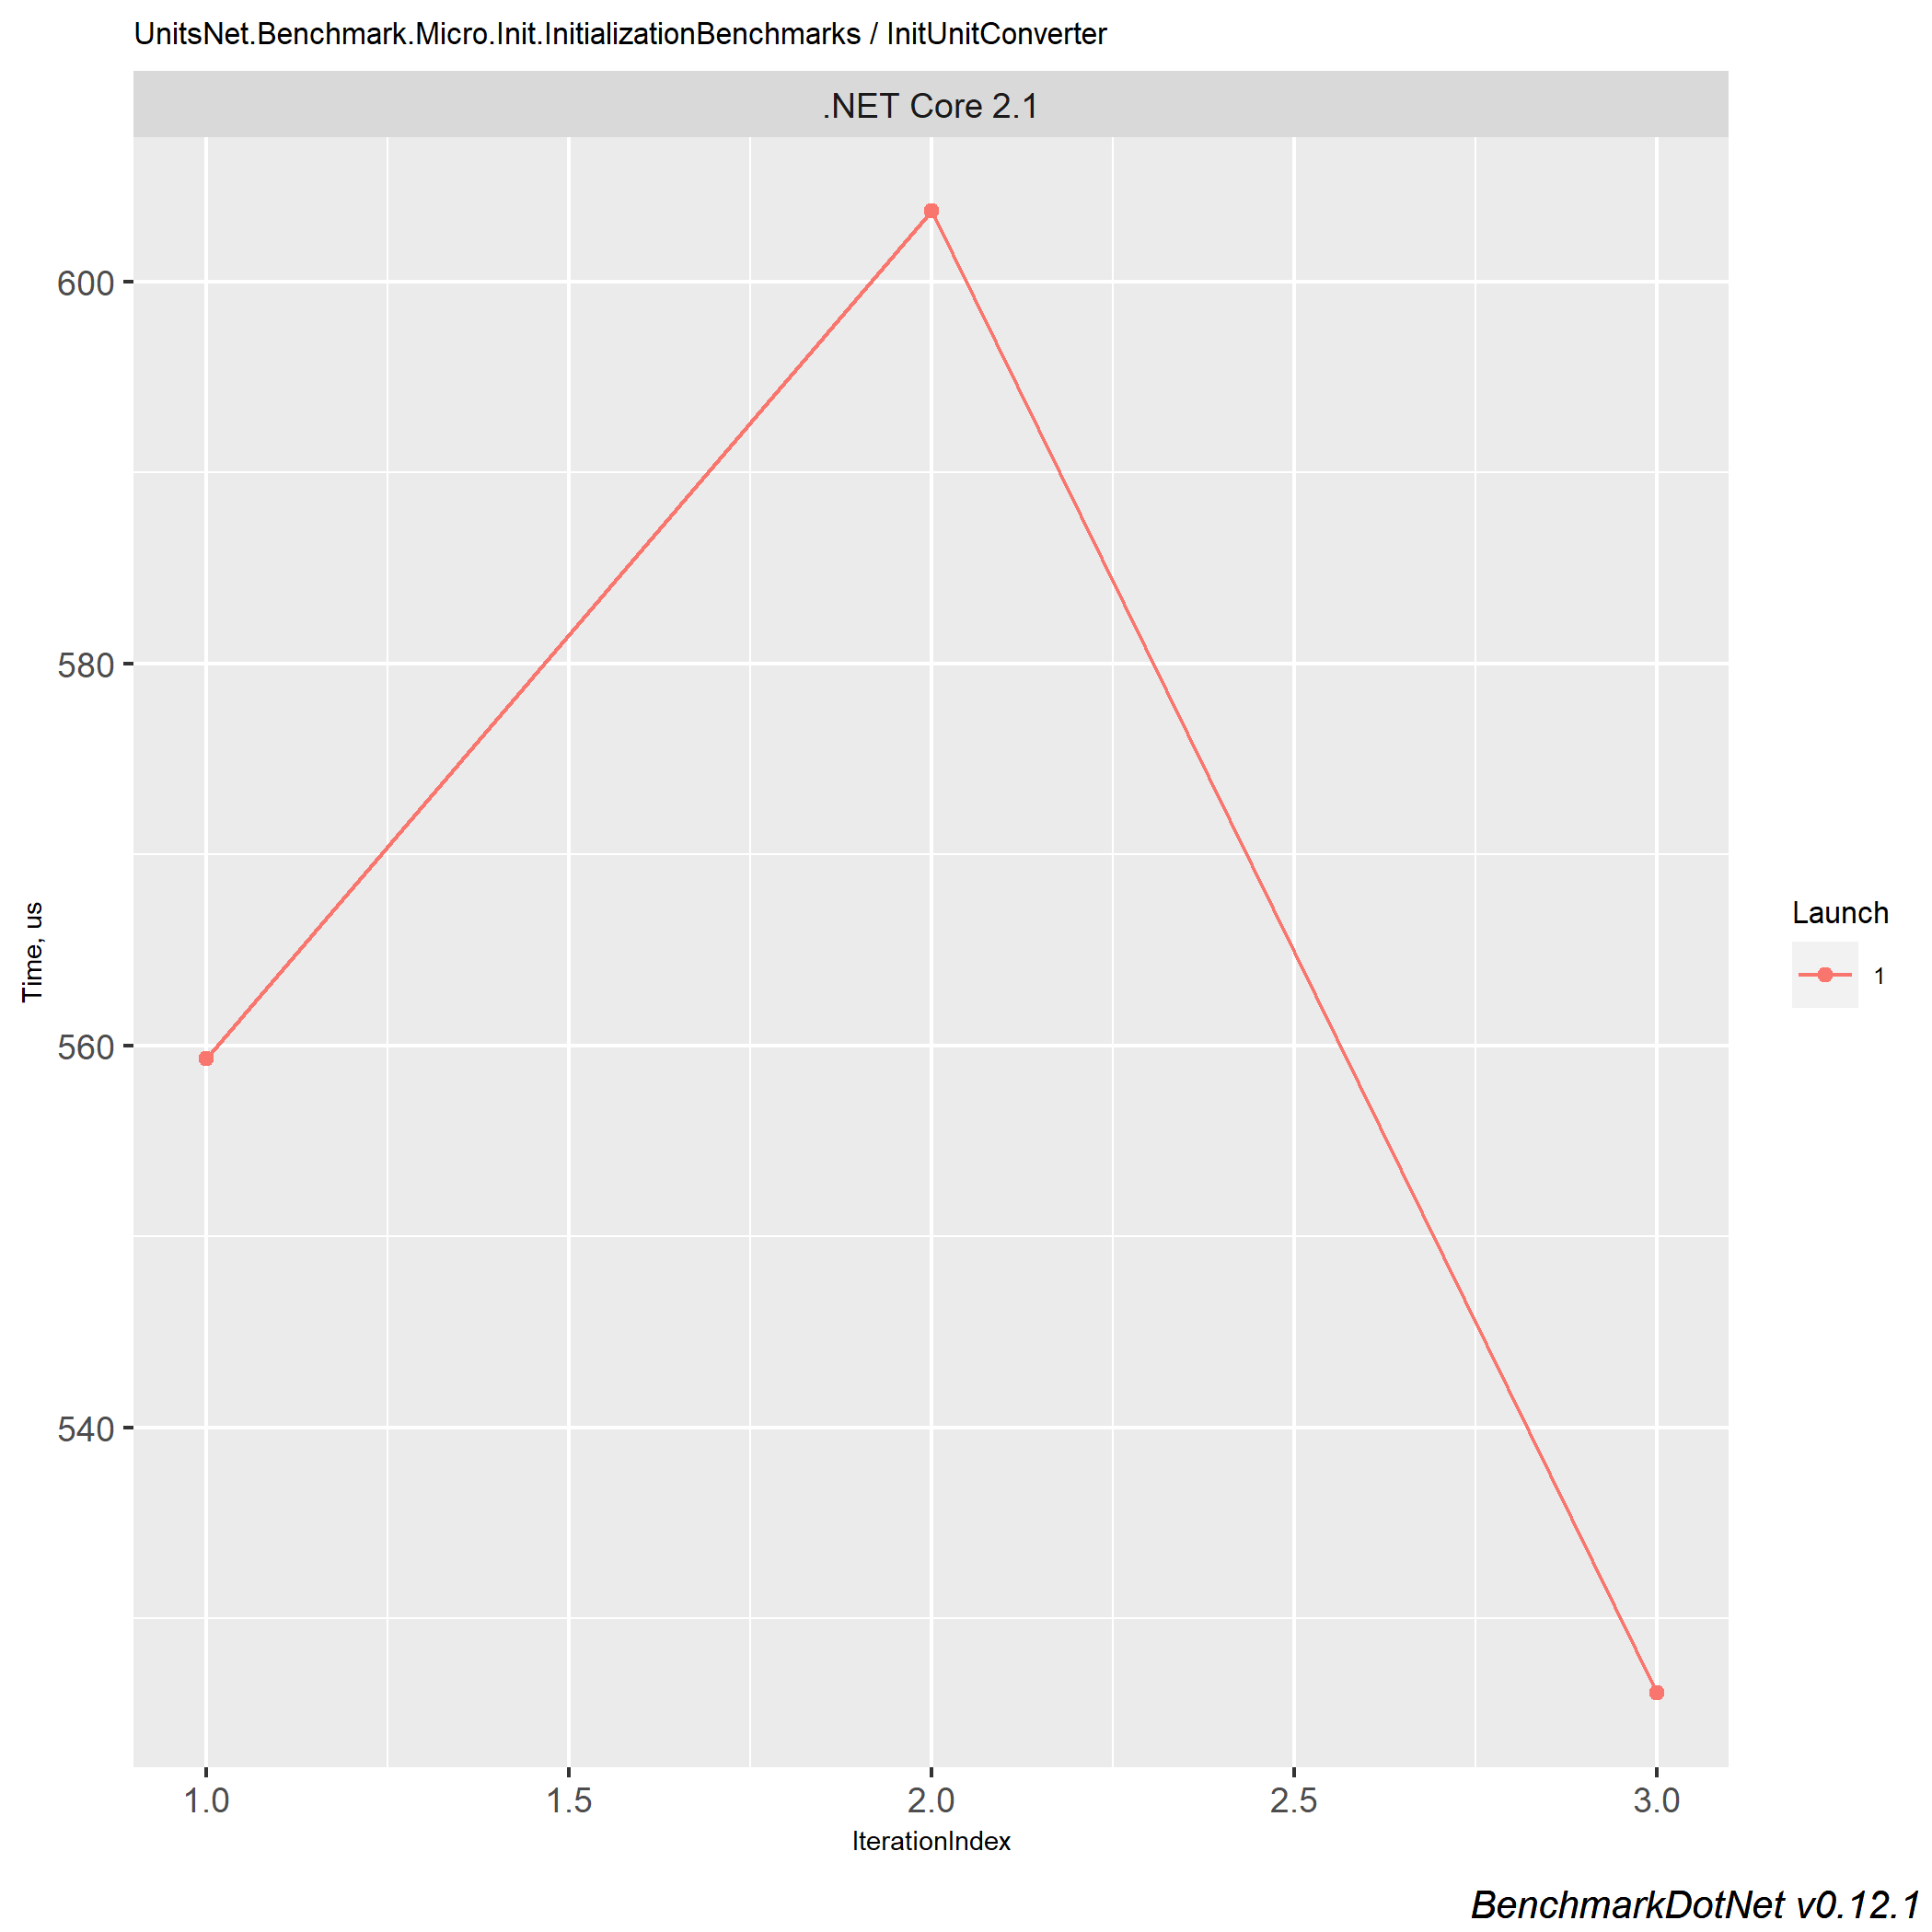 UnitsNet.Benchmark.Micro.Init.InitializationBenchmarks / InitUnitConverter
.NET Core 2.1
600
580
560
540
Time, us
1.0 1.5 2.0 2.5 3.0
IterationIndex
Launch
1
BenchmarkDotNet v0.12.1